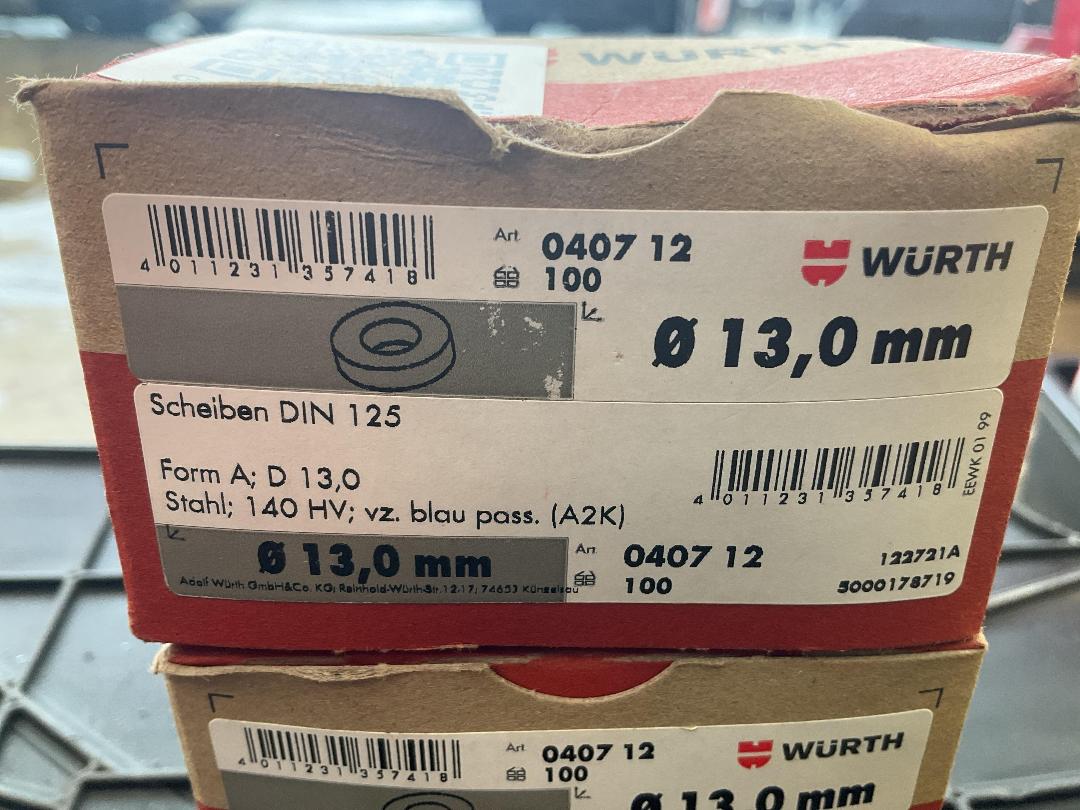 WÜRTH
4 011231 357418
Art. 0407 12
100
WÜRTH
Ø 13,0 mm
Scheiben DIN 125
Form A; D 13,0
Stahl; 140 HV; vz. blau pass. (A2K)
4 011231 357418
EEWK 01 99
Ø 13,0 mm
Adolf Würth GmbH&Co. KG; Reinhold-Würth-Str.12-17; 74653 Künzelsau
Art. 0407 12
100
122721A
5000178719
4 011231 357418
Art. 0407 12
100
WÜRTH
Ø 13,0 mm